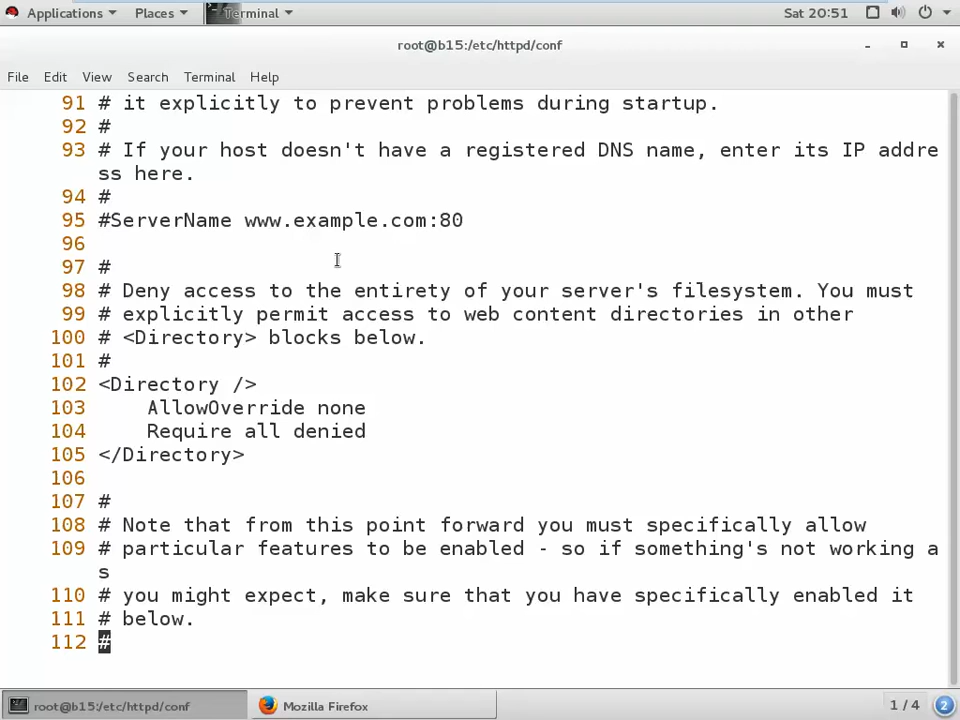 Applications Places Terminal Sat 20:51
root@b15:/etc/httpd/conf
File Edit View Search Terminal Help
91 # it explicitly to prevent problems during startup.
92 #
93 # If your host doesn't have a registered DNS name, enter its IP addre
ss here.
94 #
95 #ServerName www.example.com:80
96
97 #
98 # Deny access to the entirety of your server's filesystem. You must
99 # explicitly permit access to web content directories in other
100 # <Directory> blocks below.
101 #
102 <Directory />
103     AllowOverride none
104     Require all denied
105 </Directory>
106
107 #
108 # Note that from this point forward you must specifically allow
109 # particular features to be enabled - so if something's not working a
s
110 # you might expect, make sure that you have specifically enabled it
111 # below.
112 #
root@b15:/etc/httpd/conf Mozilla Firefox 1 / 4 2